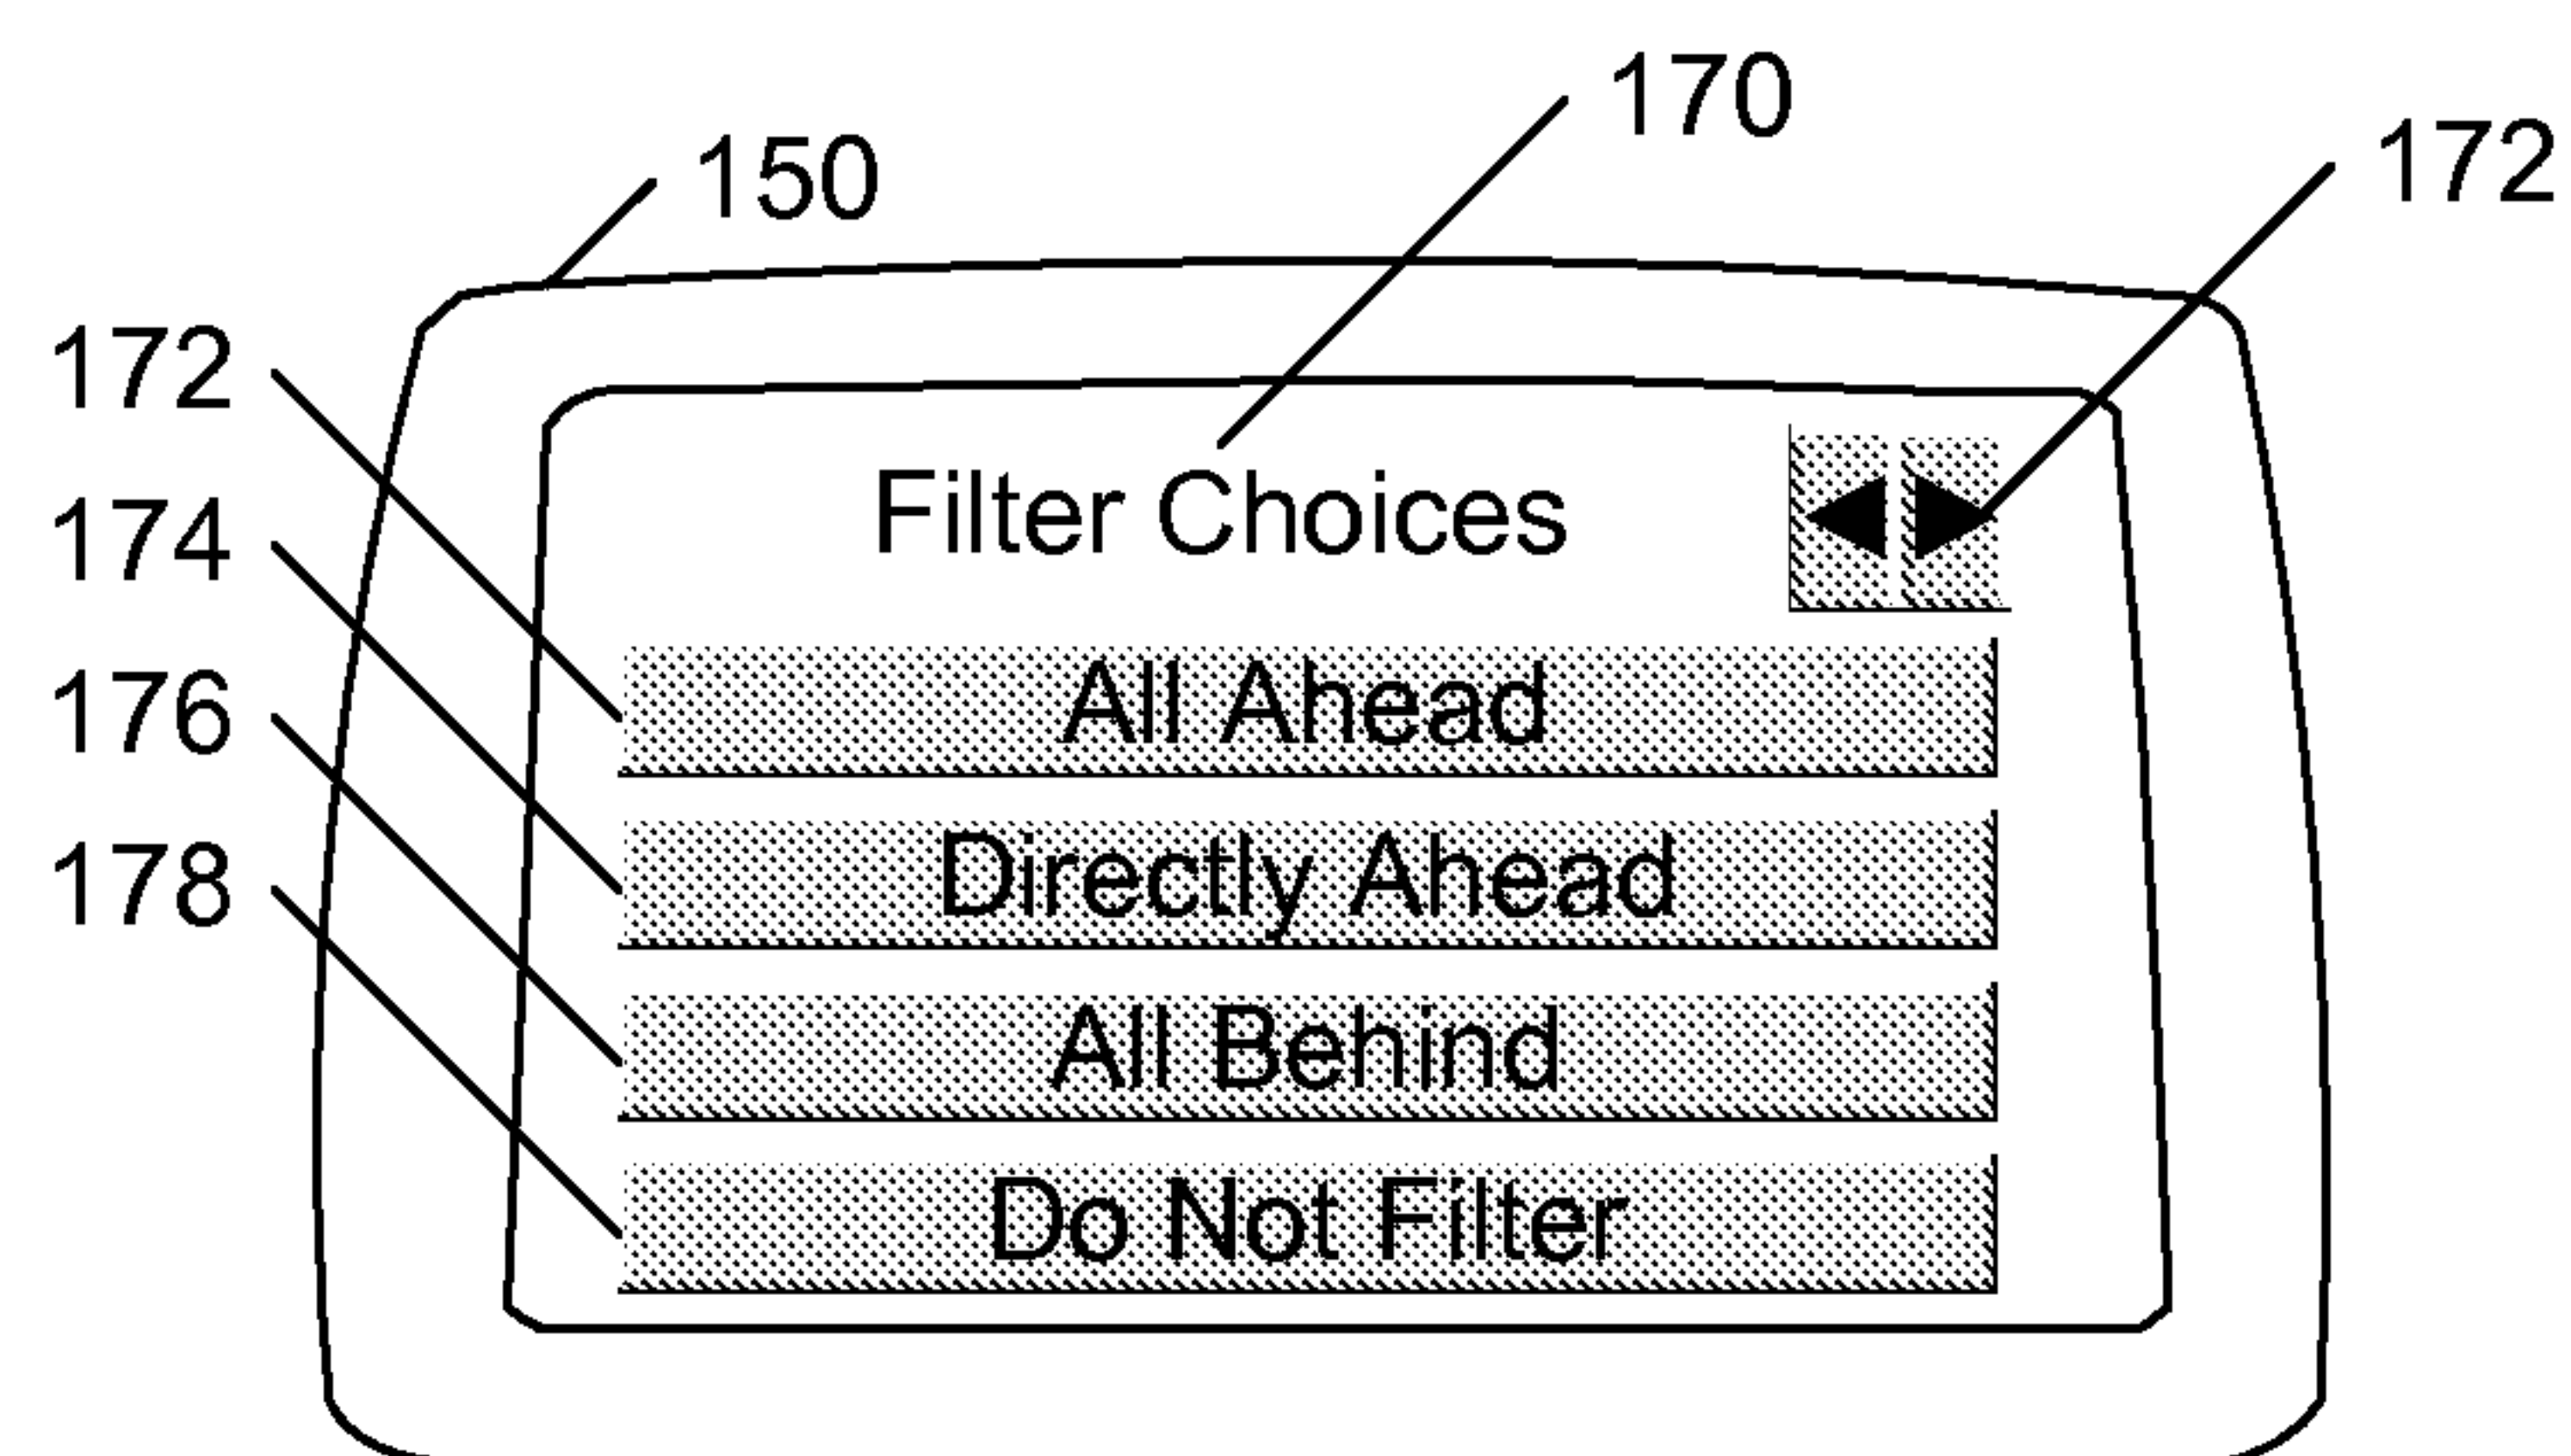 170
150
172
172
Filter Choices
174
All Ahead
176
Directly Ahead
178
All Behind
Do Not Filter